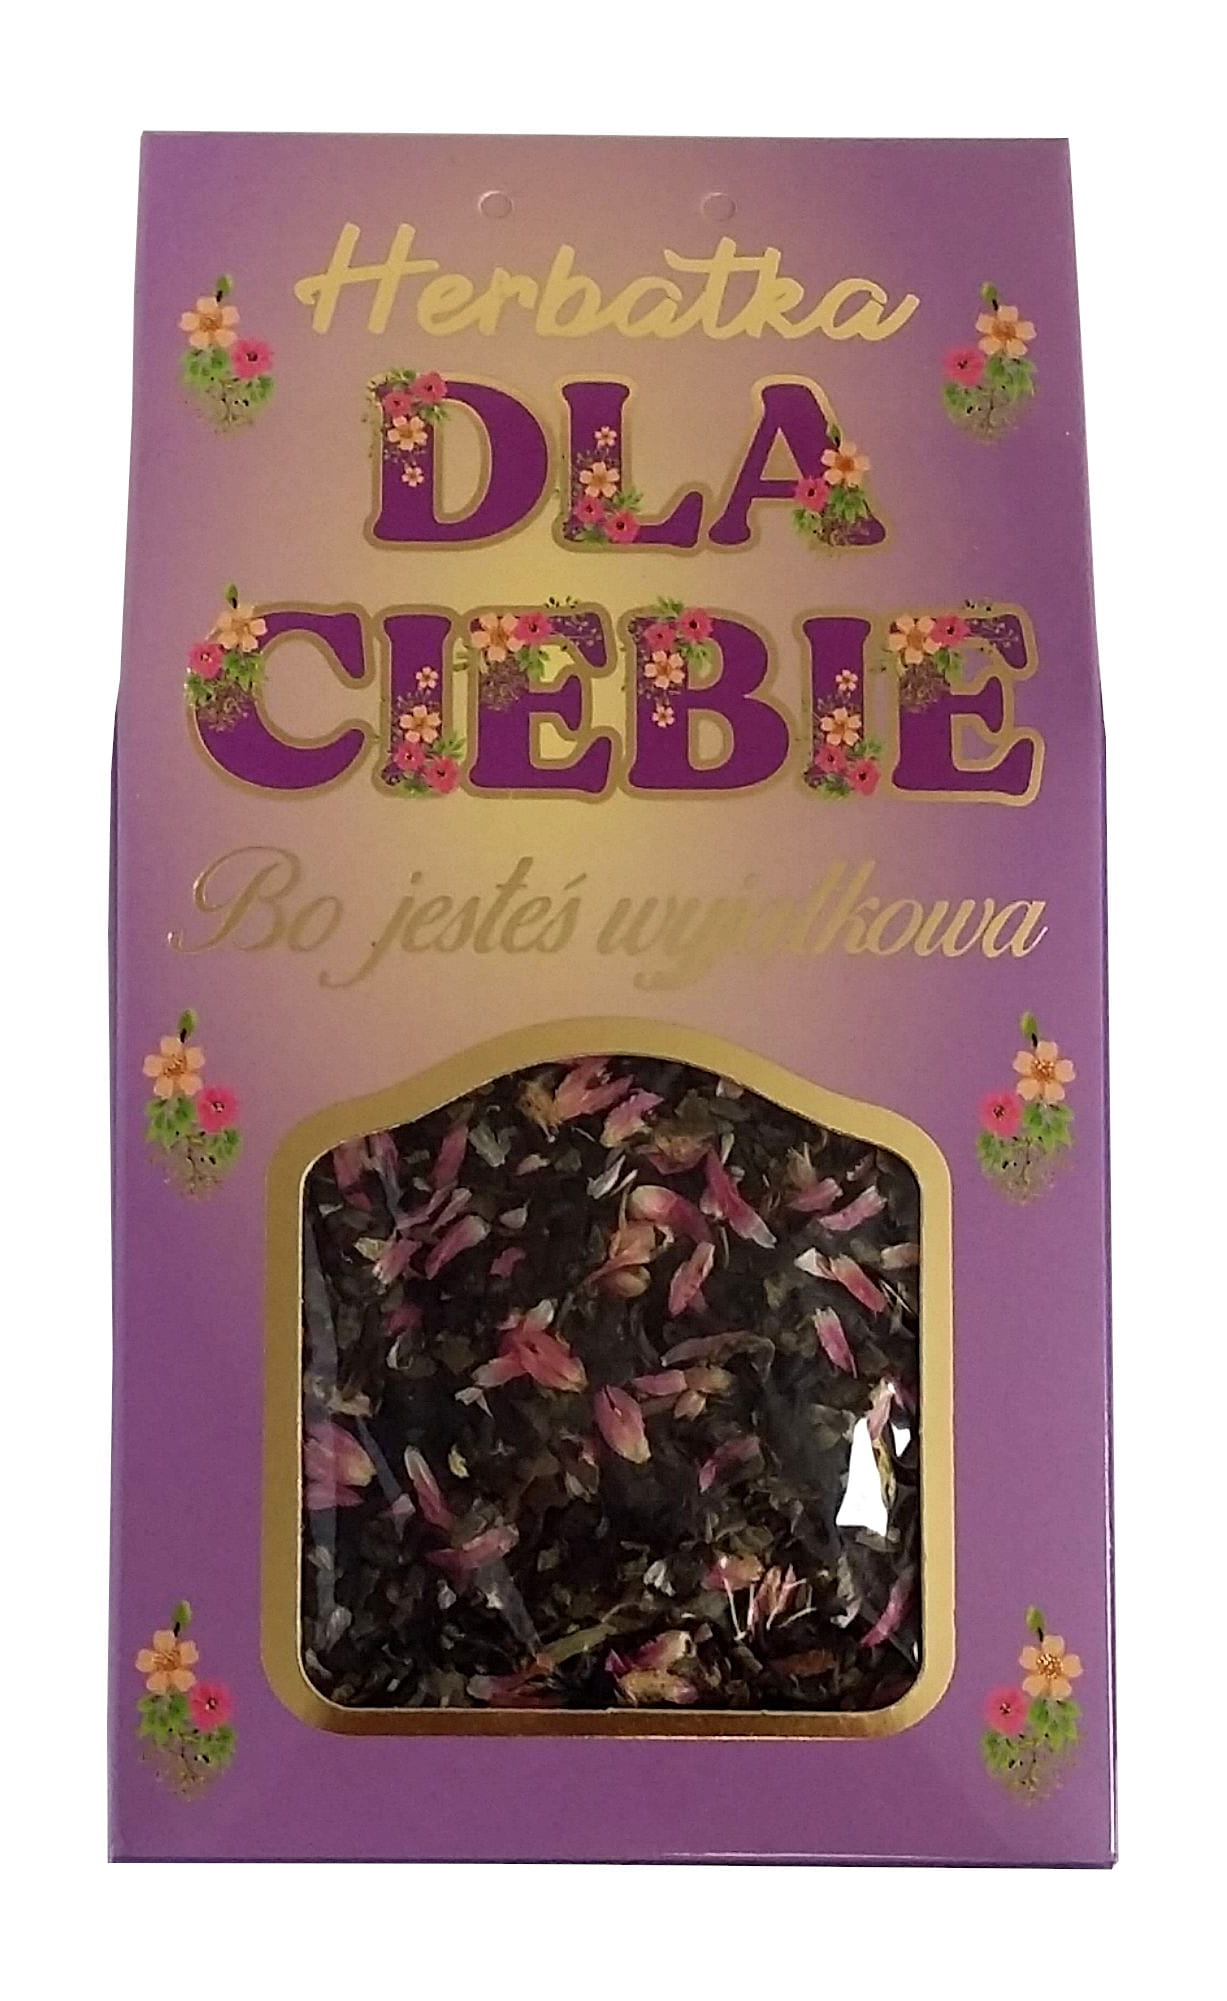 Herbatka
DLA
CIEBIE
Bo jesteś wyjątkowa